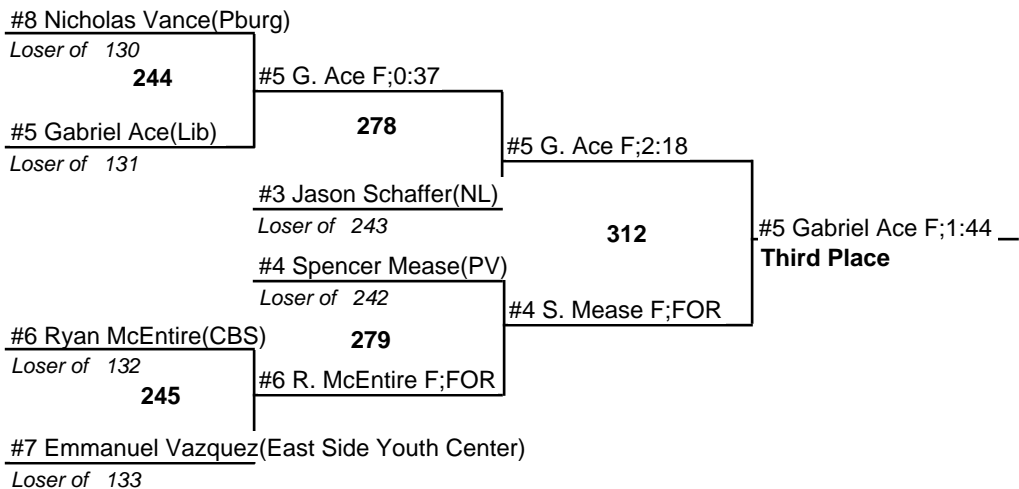 #8 Nicholas Vance(Pburg)
Loser of 130
244
#5 G. Ace F;0:37
#5 Gabriel Ace(Lib)
Loser of 131
278
#5 G. Ace F;2:18
#3 Jason Schaffer(NL)
Loser of 243
312
#5 Gabriel Ace F;1:44
Third Place
#4 Spencer Mease(PV)
Loser of 242
#4 S. Mease F;FOR
#6 Ryan McEntire(CBS)
Loser of 132
279
245
#6 R. McEntire F;FOR
#7 Emmanuel Vazquez(East Side Youth Center)
Loser of 133